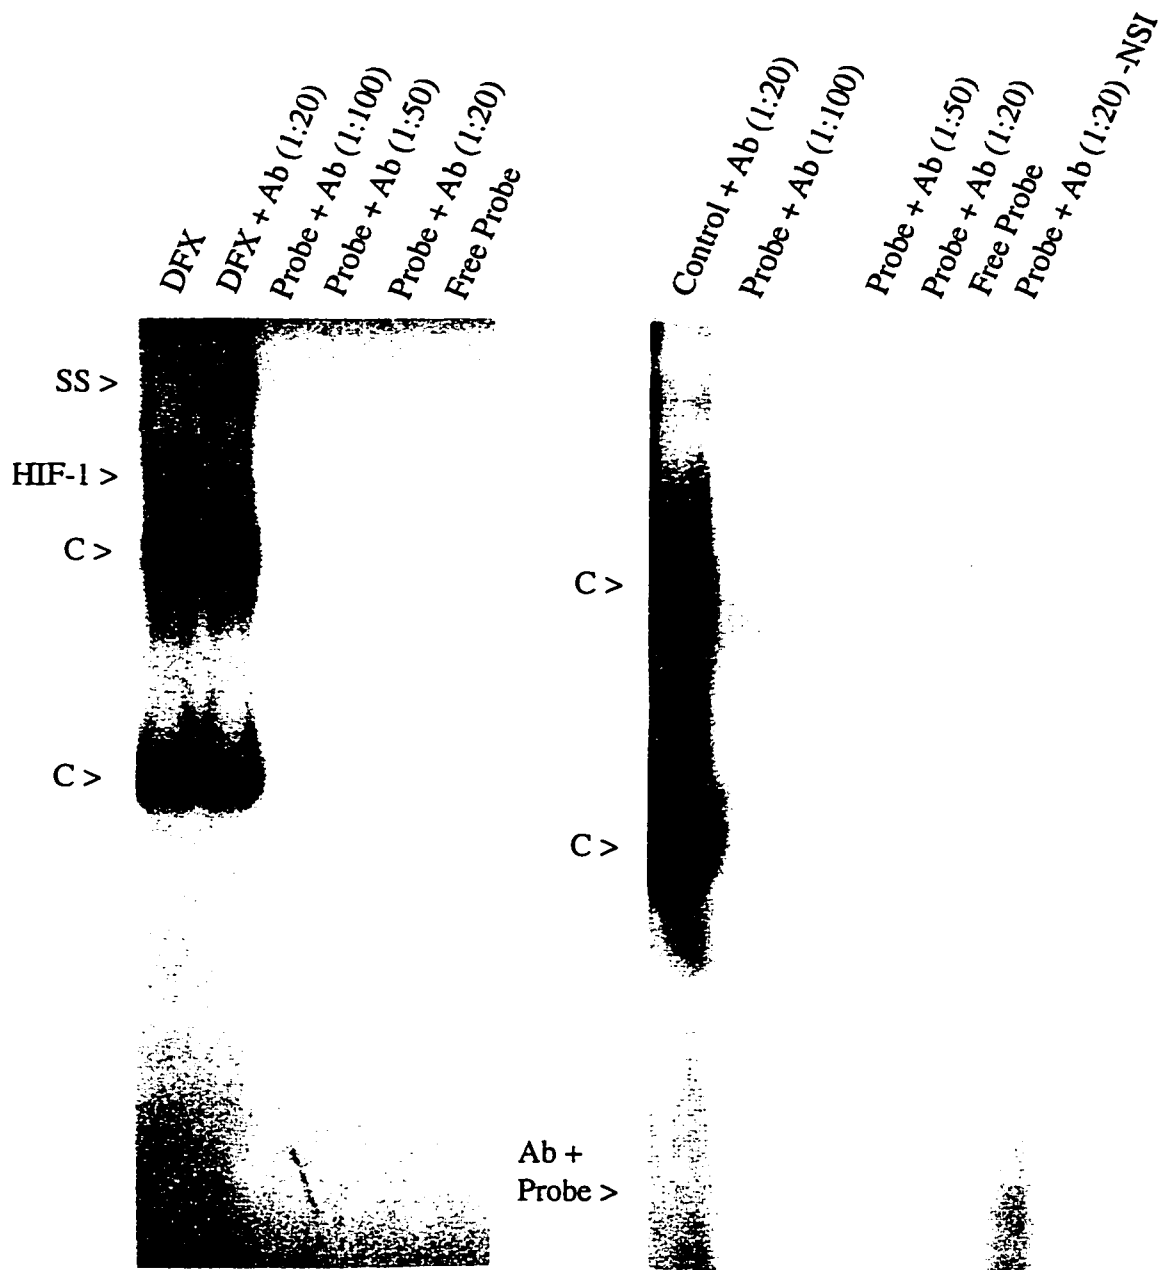 DFX
DFX + Ab (1:20)
Probe + Ab (1:100)
Probe + Ab (1:50)
Probe + Ab (1:20)
Free Probe
SS >
HIF-1 >
C >
C >
Control + Ab (1:20)
Probe + Ab (1:100)
Probe + Ab (1:50)
Probe + Ab (1:20)
Free Probe
Probe + Ab (1:20) -NSI
C >
C >
Ab +
Probe >